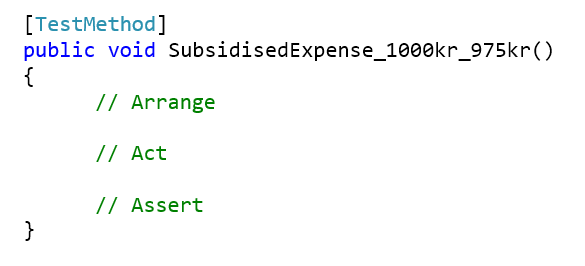 [TestMethod]
public void SubsidisedExpense_1000kr_975kr()
{
// Arrange
// Act
// Assert
}